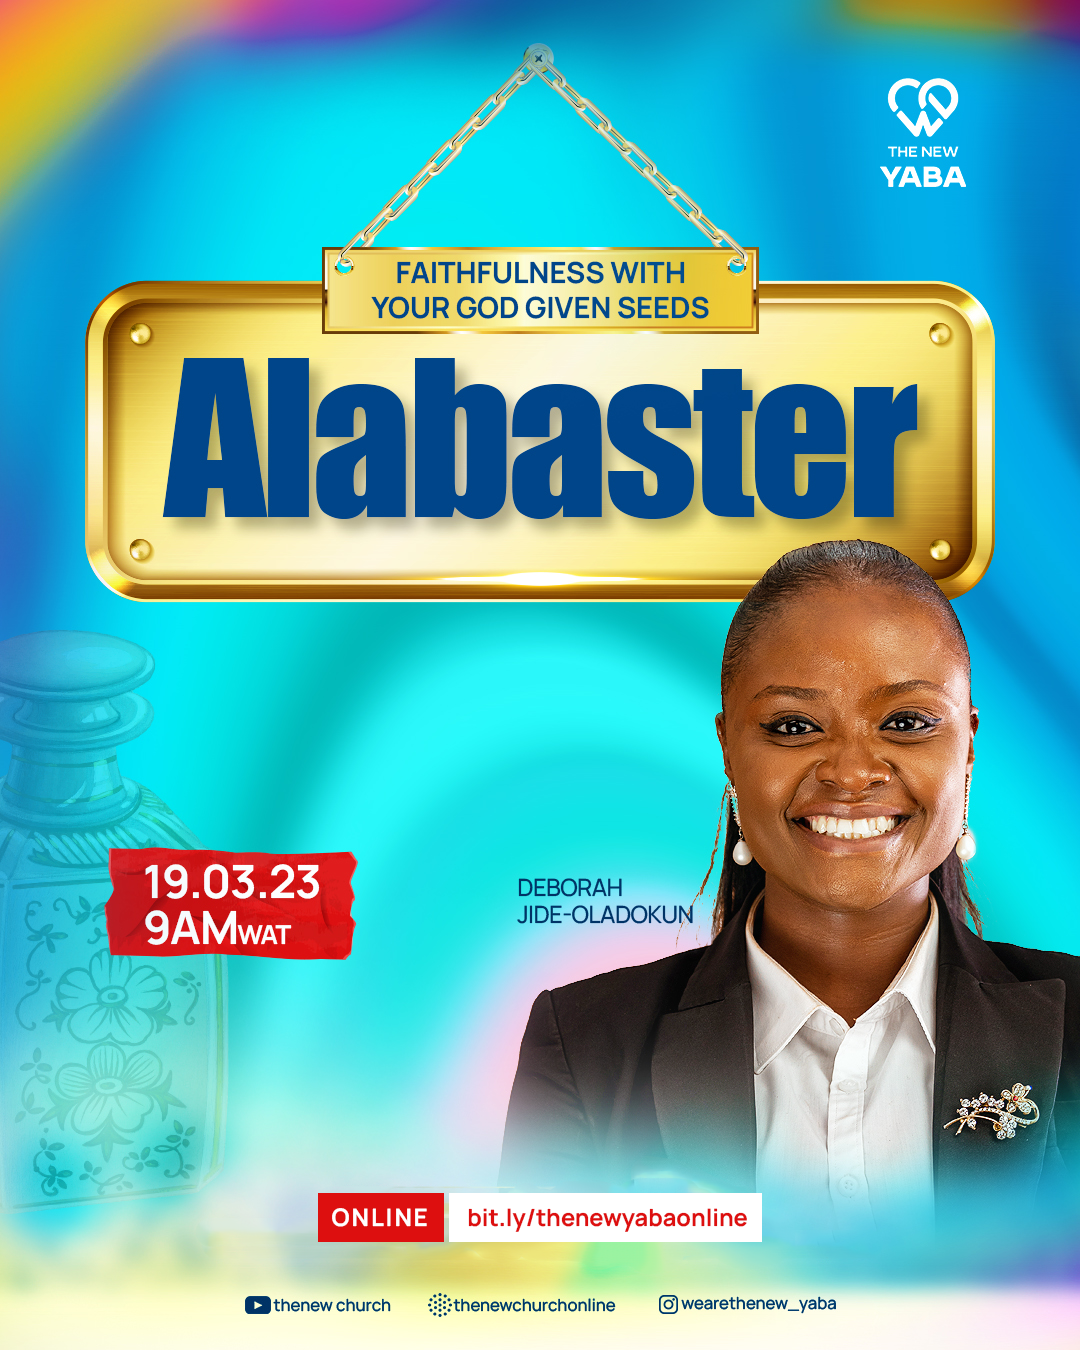 THE NEW
YABA
FAITHFULNESS WITH
YOUR GOD GIVEN SEEDS
Alabaster
19.03.23
9AMWAT
DEBORAH
JIDE-OLADOKUN
ONLINE bit.ly/thenewyabaonline
thenew church thenewchurchonline wearethenew_yaba